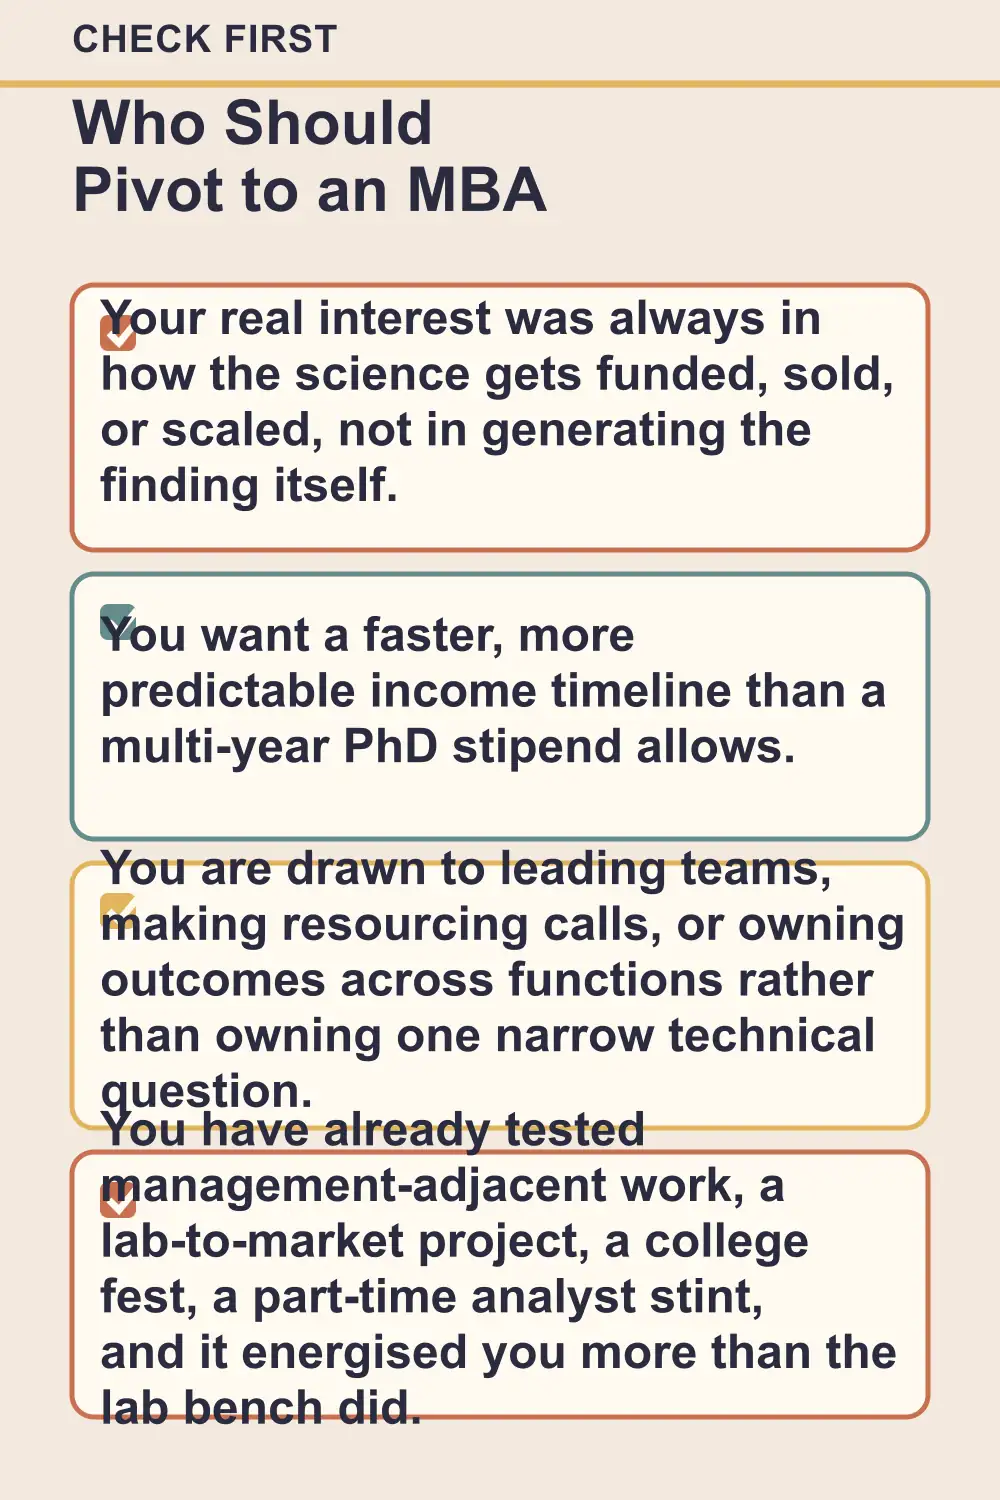 CHECK FIRST
Who Should
Pivot to an MBA
Your real interest was always in
how the science gets funded, sold,
or scaled, not in generating the
finding itself.
You want a faster, more
predictable income timeline than a
multi-year PhD stipend allows.
You are drawn to leading teams,
making resourcing calls, or owning
outcomes across functions rather
than owning one narrow technical
question.
You have already tested
management-adjacent work, a
lab-to-market project, a college
fest, a part-time analyst stint,
and it energised you more than the
lab bench did.